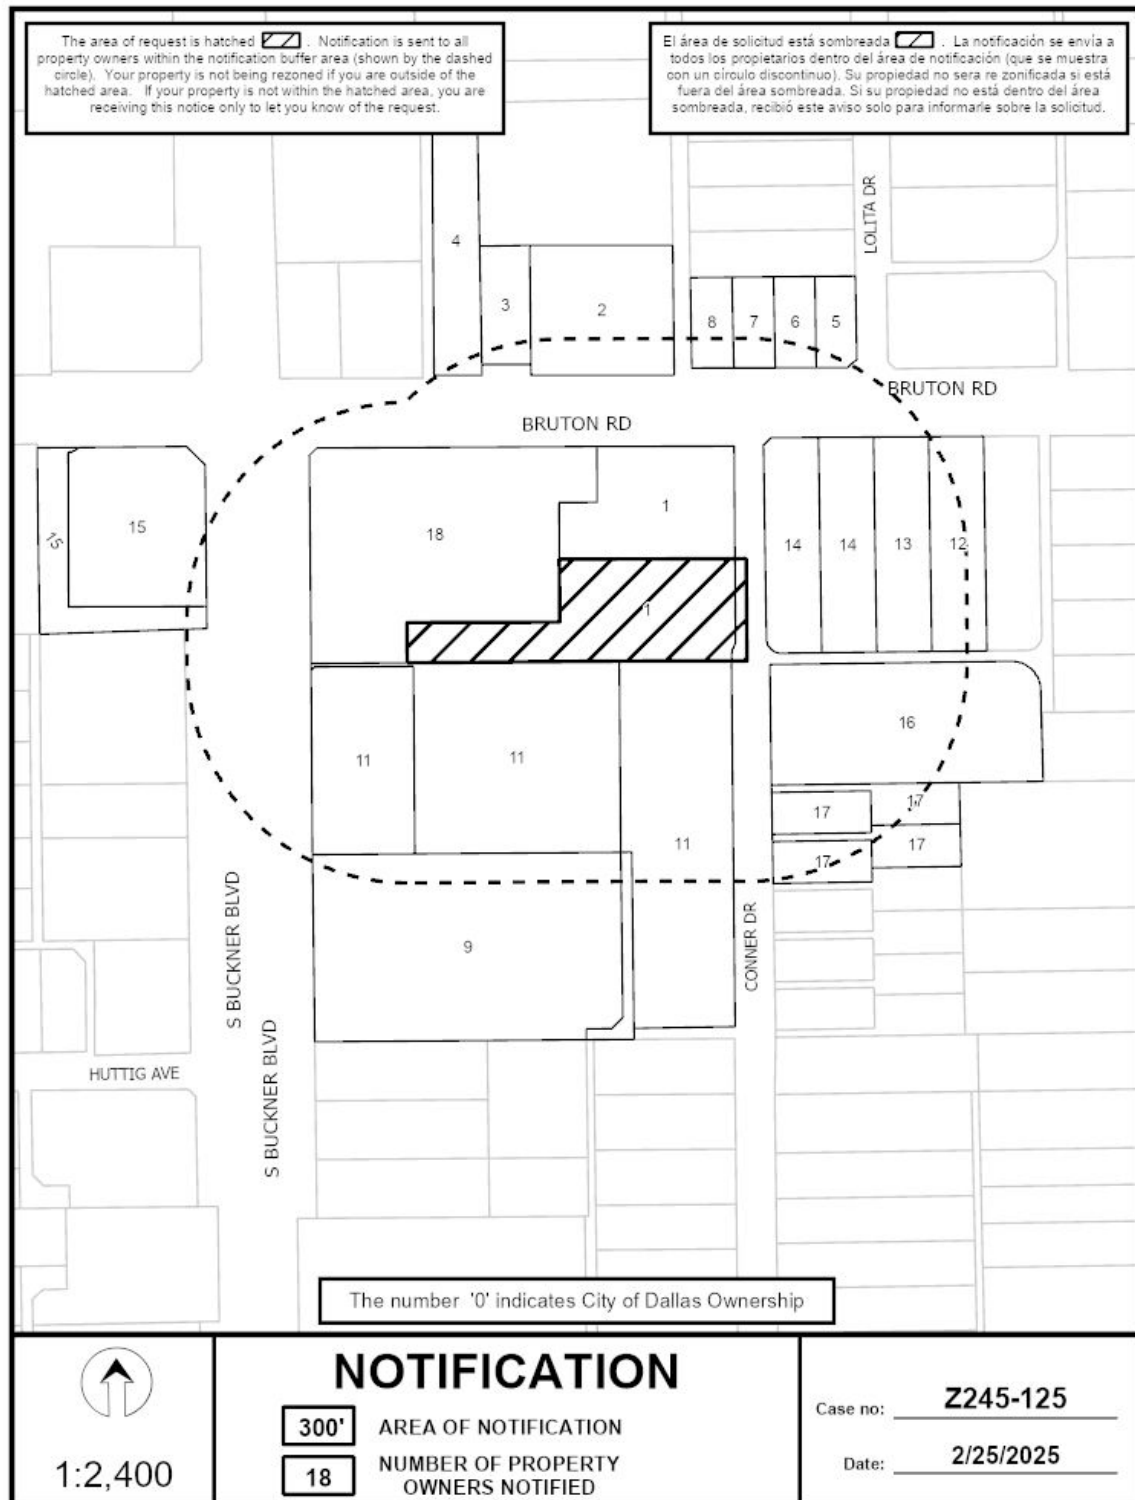 The area of request is hatched . Notification is sent to all
property owners within the notification buffer area (shown by the dashed
circle). Your property is not being rezoned if you are outside of the
hatched area. If your property is not within the hatched area, you are
receiving this notice only to let you know of the request.
El área de solicitud está sombreada . La notificación se envía a
todos los propietarios dentro del área de notificación (que se muestra
con un círculo discontinuo). Su propiedad no sera re zonificada si está
fuera del área sombreada. Si su propiedad no está dentro del área
sombreada, recibió este aviso solo para informarle sobre la solicitud.
LOLITA DR
4
3
2
8
7
6
5
BRUTON RD
BRUTON RD
15
15
18
1
14
14
13
12
1
16
11
11
11
17
17
17
17
9
S BUCKNER BLVD
CONNER DR
S BUCKNER BLVD
HUTTIG AVE
The number '0' indicates City of Dallas Ownership
1:2,400
NOTIFICATION
300' AREA OF NOTIFICATION
18 NUMBER OF PROPERTY
OWNERS NOTIFIED
Case no: Z245-125
Date: 2/25/2025